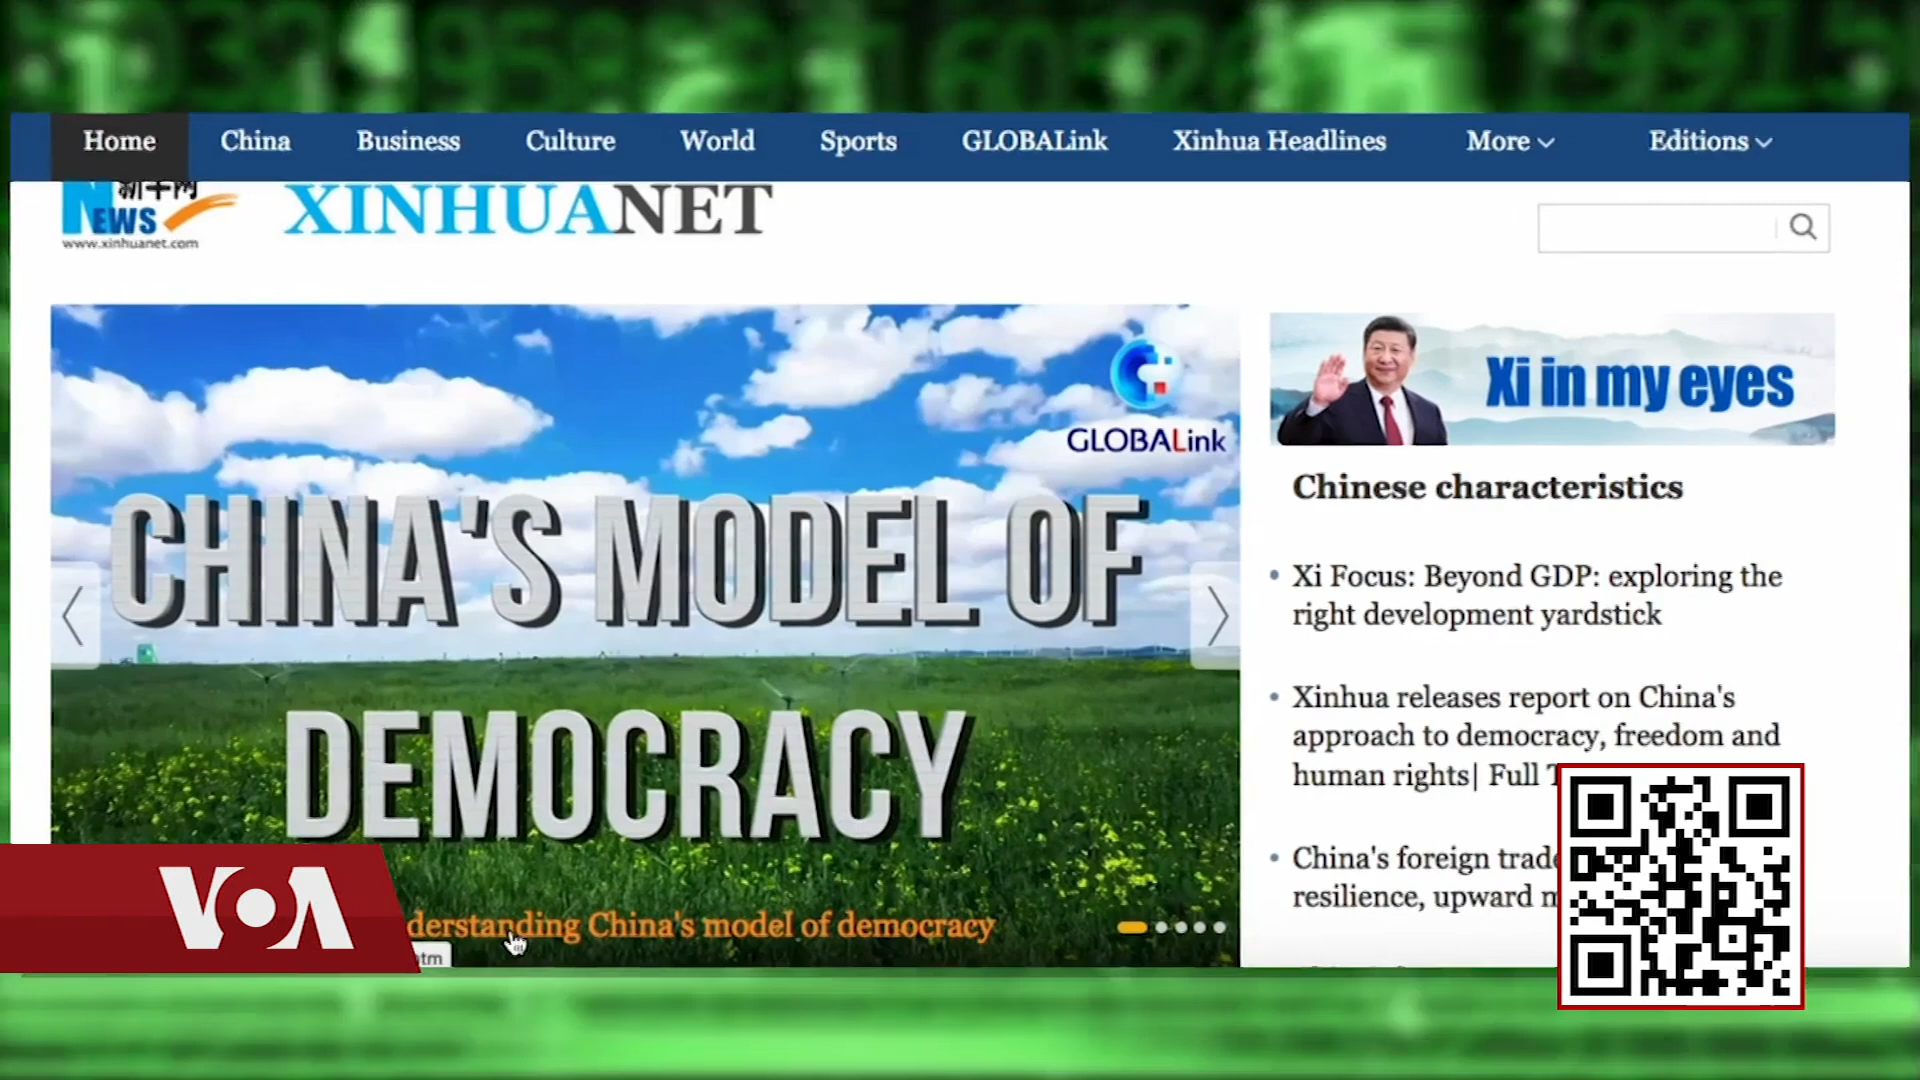 Home China Business Culture World Sports GLOBALink Xinhua Headlines More Editions
新华网
NEWS
www.xinhuanet.com
XINHUANET
GLOBALink
CHINA'S MODEL OF
DEMOCRACY
derstanding China's model of democracy
Xi in my eyes
Chinese characteristics
Xi Focus: Beyond GDP: exploring the
right development yardstick
Xinhua releases report on China's
approach to democracy, freedom and
human rights| Full
China's foreign trade
resilience, upward
VOA